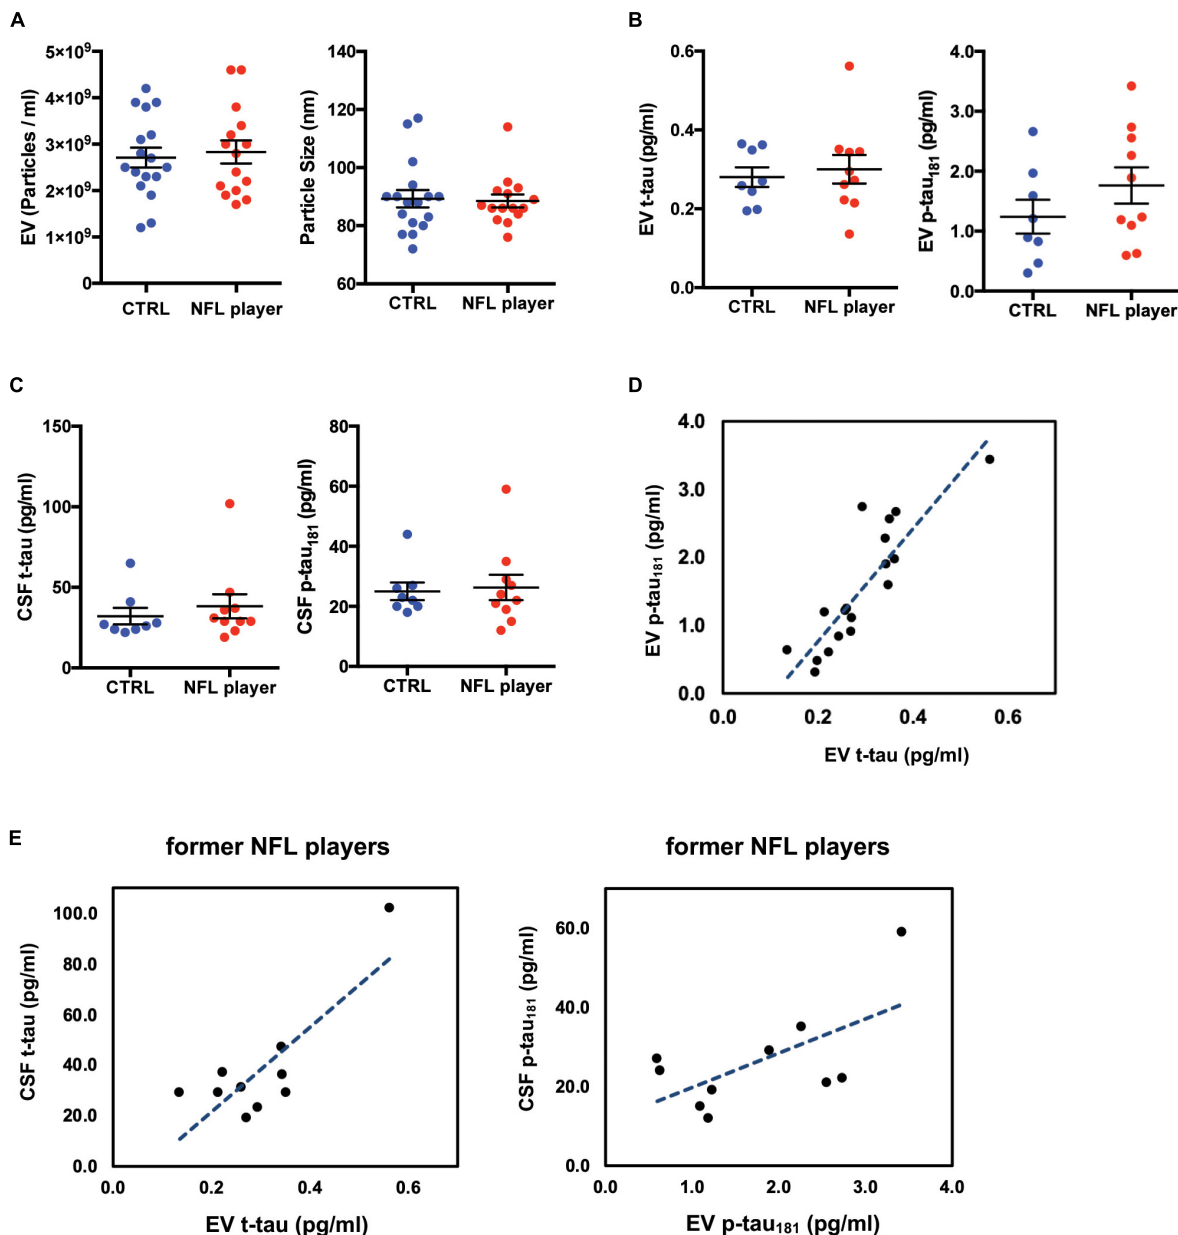 A
B
EV (Particles / ml)
5×10⁹
4×10⁹
3×10⁹
2×10⁹
1×10⁹
0
CTRL
NFL player
Particle Size (nm)
140
120
100
80
60
CTRL
NFL player
EV t-tau (pg/ml)
0.6
0.4
0.2
0.0
CTRL
NFL player
EV p-tau₁₈₁ (pg/ml)
4.0
3.0
2.0
1.0
0.0
CTRL
NFL player
C
D
CSF t-tau (pg/ml)
150
100
50
0
CTRL
NFL player
CSF p-tau₁₈₁ (pg/ml)
80
60
40
20
0
CTRL
NFL player
EV p-tau₁₈₁ (pg/ml)
4.0
3.0
2.0
1.0
0.0
0.0 0.2 0.4 0.6
EV t-tau (pg/ml)
E
former NFL players
CSF t-tau (pg/ml)
100.0
80.0
60.0
40.0
20.0
0.0
0.0 0.2 0.4 0.6
EV t-tau (pg/ml)
former NFL players
CSF p-tau₁₈₁ (pg/ml)
60.0
40.0
20.0
0.0
0.0 1.0 2.0 3.0 4.0
EV p-tau₁₈₁ (pg/ml)